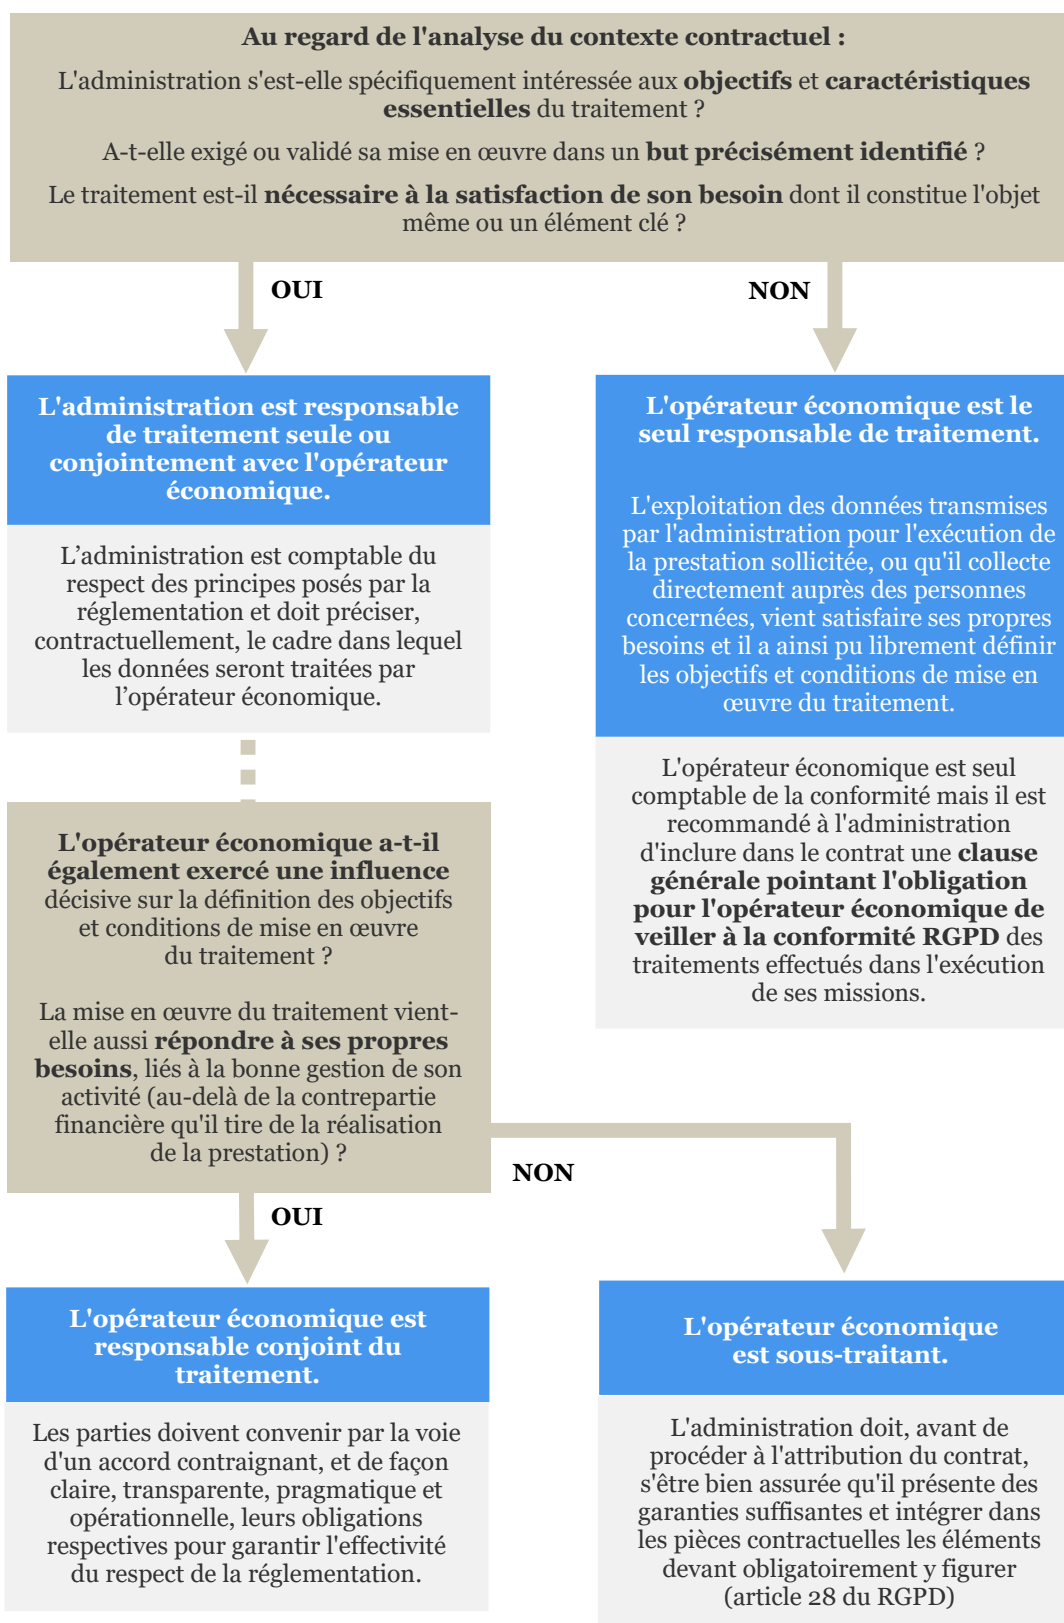 Au regard de l'analyse du contexte contractuel :
L'administration s'est-elle spécifiquement intéressée aux objectifs et caractéristiques
essentielles du traitement ?
A-t-elle exigé ou validé sa mise en œuvre dans un but précisément identifié ?
Le traitement est-il nécessaire à la satisfaction de son besoin dont il constitue l'objet
même ou un élément clé ?
OUI
NON
L'administration est responsable
de traitement seule ou
conjointement avec l'opérateur
économique.
L’administration est comptable du
respect des principes posés par la
réglementation et doit préciser,
contractuellement, le cadre dans lequel
les données seront traitées par
l’opérateur économique.
L'opérateur économique est le
seul responsable de traitement.
L'exploitation des données transmises
par l'administration pour l'exécution de
la prestation sollicitée, ou qu'il collecte
directement auprès des personnes
concernées, vient satisfaire ses propres
besoins et il a ainsi pu librement définir
les objectifs et conditions de mise en
œuvre du traitement.
L'opérateur économique est seul
comptable de la conformité mais il est
recommandé à l'administration
d'inclure dans le contrat une clause
générale pointant l'obligation
pour l'opérateur économique de
veiller à la conformité RGPD des
traitements effectués dans l'exécution
de ses missions.
L'opérateur économique a-t-il
également exercé une influence
décisive sur la définition des objectifs
et conditions de mise en œuvre
du traitement ?
La mise en œuvre du traitement vient-
elle aussi répondre à ses propres
besoins, liés à la bonne gestion de son
activité (au-delà de la contrepartie
financière qu'il tire de la réalisation
de la prestation) ?
NON
OUI
L'opérateur économique est
responsable conjoint du
traitement.
Les parties doivent convenir par la voie
d'un accord contraignant, et de façon
claire, transparente, pragmatique et
opérationnelle, leurs obligations
respectives pour garantir l'effectivité
du respect de la réglementation.
L'opérateur économique
est sous-traitant.
L'administration doit, avant de
procéder à l'attribution du contrat,
s'être bien assurée qu'il présente des
garanties suffisantes et intégrer dans
les pièces contractuelles les éléments
devant obligatoirement y figurer
(article 28 du RGPD)